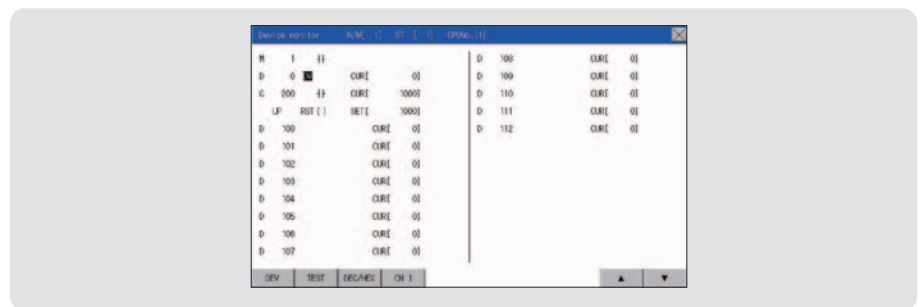 Device monitor N/W[ 1] ST [ 1] CPUNo.[1]
M 1
D 0 CUR[ 0]
C 200 CUR[ 1000]
UP RST ( ) SET[ 1000]
D 100 CUR[ 0]
D 101 CUR[ 0]
D 102 CUR[ 0]
D 103 CUR[ 0]
D 104 CUR[ 0]
D 105 CUR[ 0]
D 106 CUR[ 0]
D 107 CUR[ 0]
D 108 CUR[ 0]
D 109 CUR[ 0]
D 110 CUR[ 0]
D 111 CUR[ 0]
D 112 CUR[ 0]
DEV TEST DEC/HEX CH 1 ▲ ▼